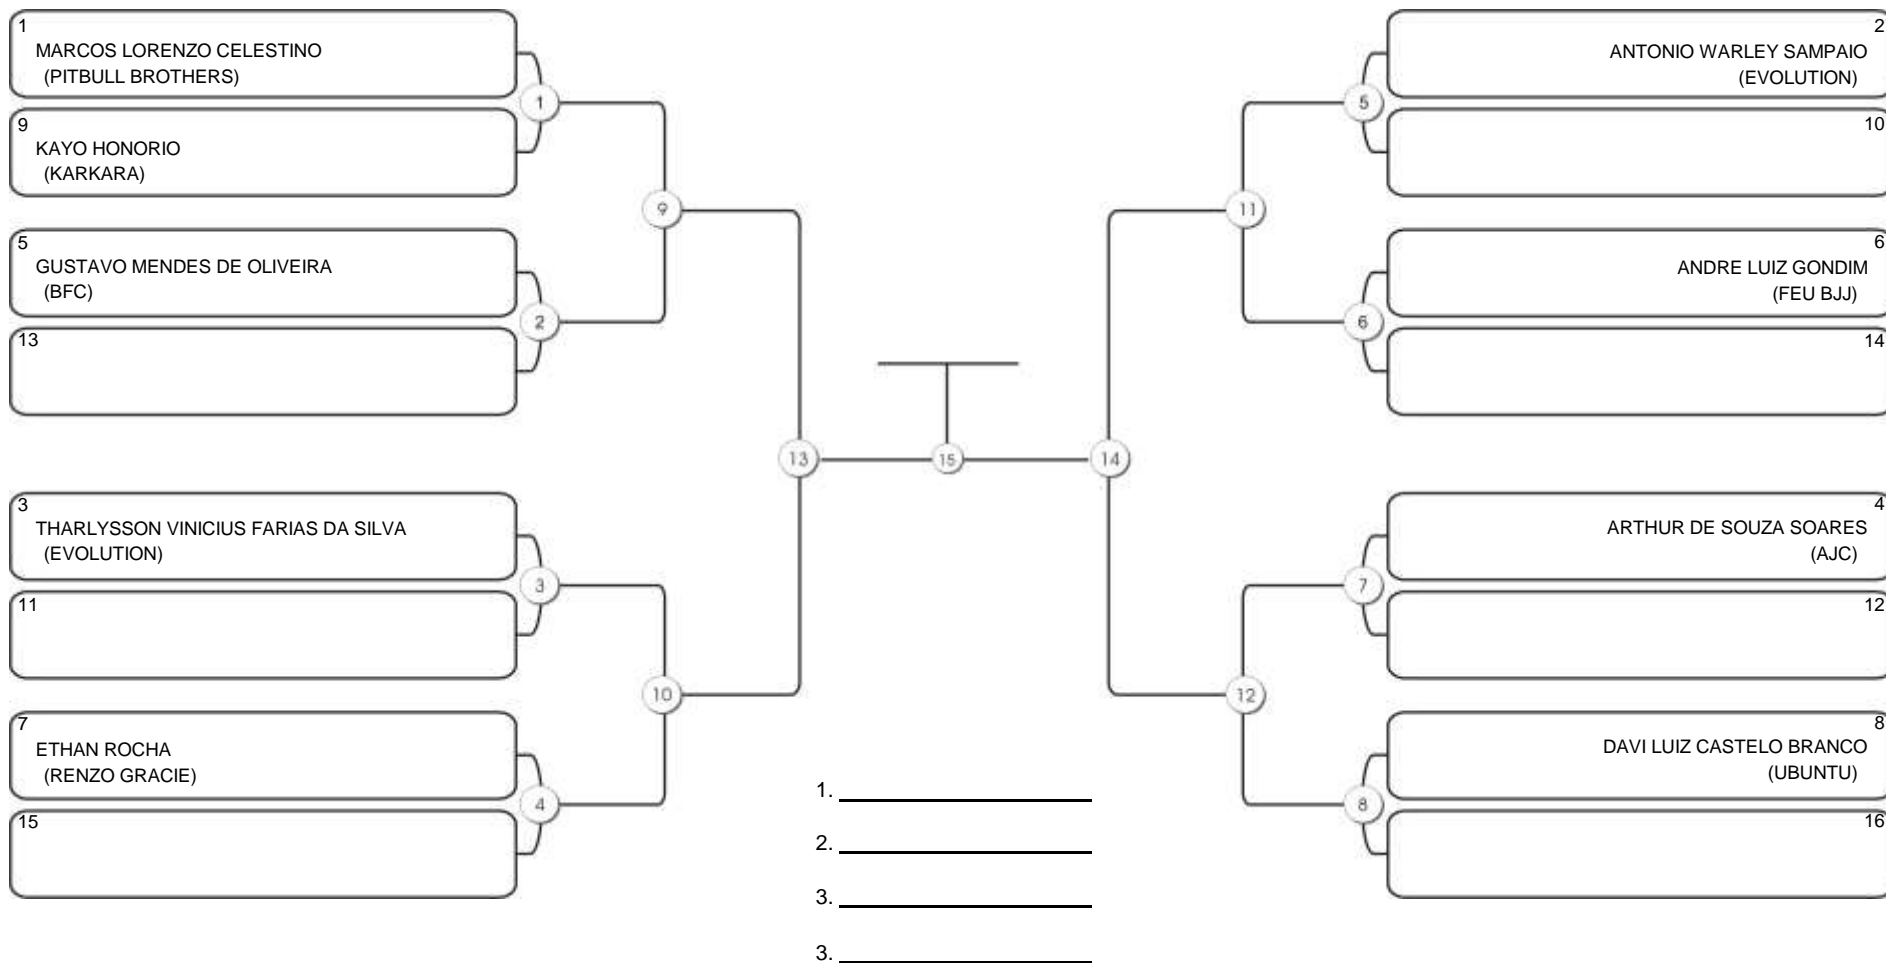 1
MARCOS LORENZO CELESTINO
(PITBULL BROTHERS)
9
KAYO HONORIO
(KARKARA)
5
GUSTAVO MENDES DE OLIVEIRA
(BFC)
13
3
THARLYSSON VINICIUS FARIAS DA SILVA
(EVOLUTION)
11
7
ETHAN ROCHA
(RENZO GRACIE)
15
1
2
3
4
9
10
13
15
14
11
12
5
6
7
8
2
ANTONIO WARLEY SAMPAIO
(EVOLUTION)
10
6
ANDRE LUIZ GONDIM
(FEU BJJ)
14
4
ARTHUR DE SOUZA SOARES
(AJC)
12
8
DAVI LUIZ CASTELO BRANCO
(UBUNTU)
16
1.
2.
3.
3.